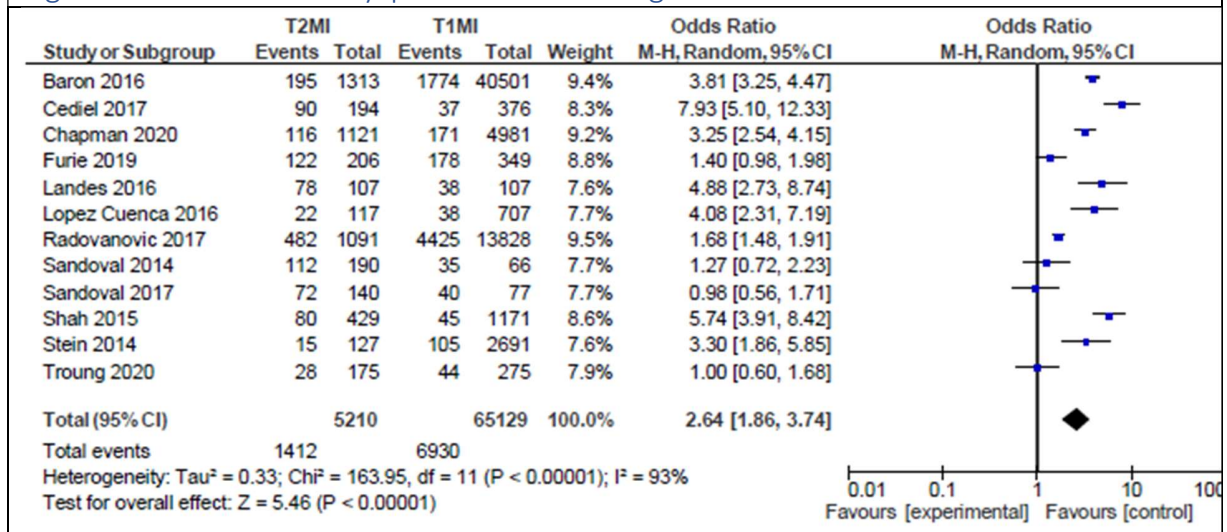 T2MI T1MI Odds Ratio Odds Ratio
Study or Subgroup Events Total Events Total Weight M-H, Random, 95% CI M-H, Random, 95% CI
Baron 2016 195 1313 1774 40501 9.4% 3.81 [3.25, 4.47]
Cediel 2017 90 194 37 376 8.3% 7.93 [5.10, 12.33]
Chapman 2020 116 1121 171 4981 9.2% 3.25 [2.54, 4.15]
Furie 2019 122 206 178 349 8.8% 1.40 [0.98, 1.98]
Landes 2016 78 107 38 107 7.6% 4.88 [2.73, 8.74]
Lopez Cuenca 2016 22 117 38 707 7.7% 4.08 [2.31, 7.19]
Radovanovic 2017 482 1091 4425 13828 9.5% 1.68 [1.48, 1.91]
Sandoval 2014 112 190 35 66 7.7% 1.27 [0.72, 2.23]
Sandoval 2017 72 140 40 77 7.7% 0.98 [0.56, 1.71]
Shah 2015 80 429 45 1171 8.6% 5.74 [3.91, 8.42]
Stein 2014 15 127 105 2691 7.6% 3.30 [1.86, 5.85]
Troung 2020 28 175 44 275 7.9% 1.00 [0.60, 1.68]
Total (95% CI) 5210 65129 100.0% 2.64 [1.86, 3.74]
Total events 1412 6930
Heterogeneity: Tau² = 0.33; Chi² = 163.95, df = 11 (P < 0.00001); I² = 93%
Test for overall effect: Z = 5.46 (P < 0.00001)
0.01 0.1 1 10 100
Favours [experimental] Favours [control]